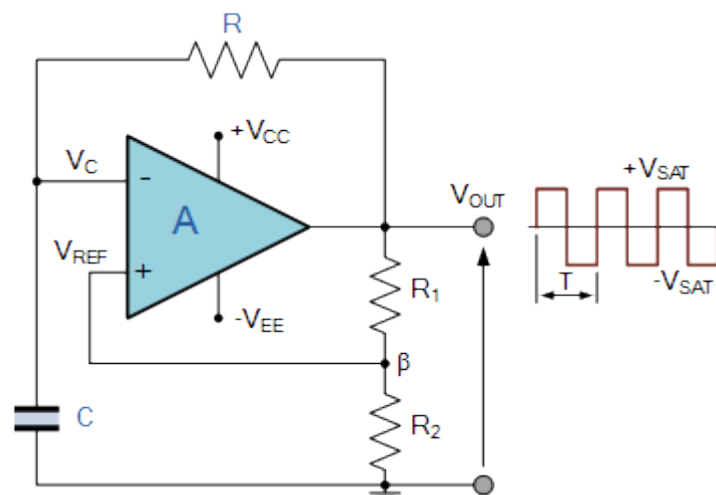 R
+VCC
VC
-
A
VOUT
+VSAT
VREF
+
R1
T
-VSAT
-VEE
β
C
R2